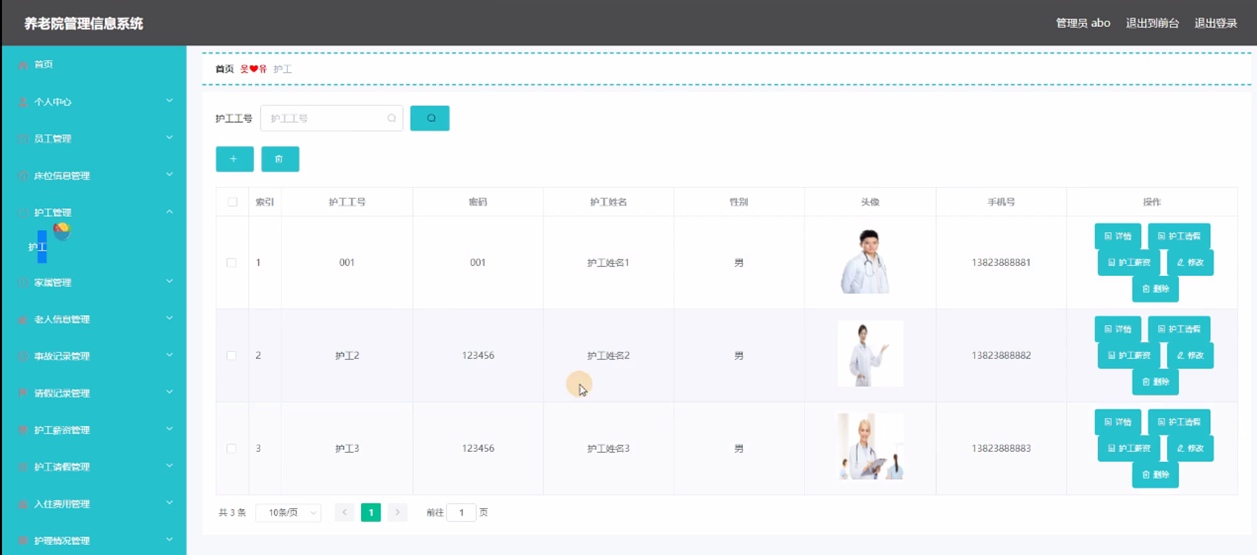 养老院管理信息系统
管理员 abo 退出到前台 退出登录
首页
个人中心
员工管理
床位信息管理
护工管理
护工
家属管理
老人信息管理
事故记录管理
请假记录管理
护工薪资管理
护工请假管理
入住费用管理
护理情况管理
首页 护工
护工工号 护工工号
索引 护工工号 密码 护工姓名 性别 头像 手机号 操作
1 001 001 护工姓名1 男 13823888881
详情 护工请假
护工薪资 修改
删除
2 护工2 123456 护工姓名2 男 13823888882
详情 护工请假
护工薪资 修改
删除
3 护工3 123456 护工姓名3 男 13823888883
详情 护工请假
护工薪资 修改
删除
共 3 条 10条/页 1 前往 1 页